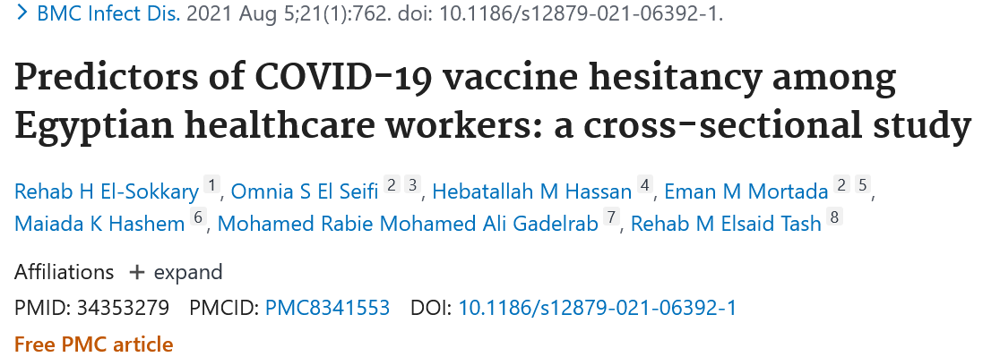 > BMC Infect Dis. 2021 Aug 5;21(1):762. doi: 10.1186/s12879-021-06392-1.
Predictors of COVID-19 vaccine hesitancy among
Egyptian healthcare workers: a cross-sectional study
Rehab H El-Sokkary 1, Omnia S El Seifi 2 3, Hebatallah M Hassan 4, Eman M Mortada 2 5,
Maiada K Hashem 6, Mohamed Rabie Mohamed Ali Gadelrab 7, Rehab M Elsaid Tash 8
Affiliations + expand
PMID: 34353279 PMCID: PMC8341553 DOI: 10.1186/s12879-021-06392-1
Free PMC article